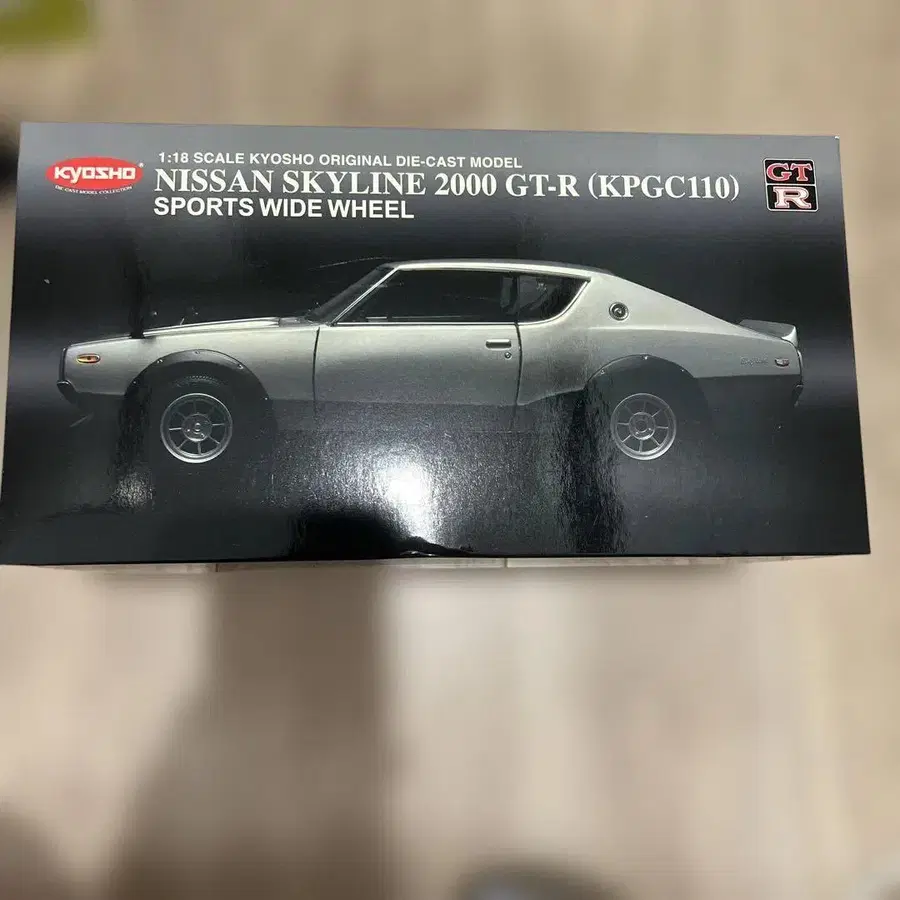 KYOSHO
DIE-CAST MODEL COLLECTION
1:18 SCALE KYOSHO ORIGINAL DIE-CAST MODEL
NISSAN SKYLINE 2000 GT-R (KPGC110)
SPORTS WIDE WHEEL
GT
R